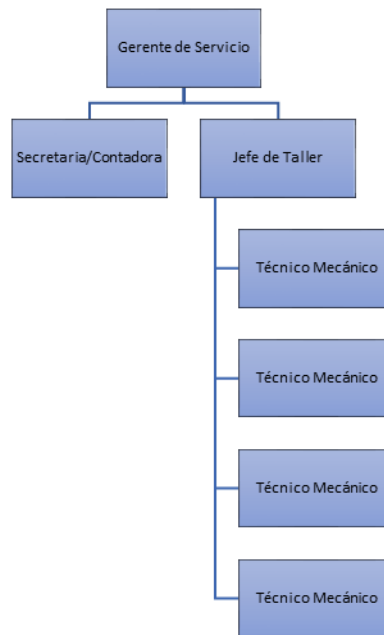 Gerente de Servicio
Secretaria/Contadora
Jefe de Taller
Técnico Mecánico
Técnico Mecánico
Técnico Mecánico
Técnico Mecánico